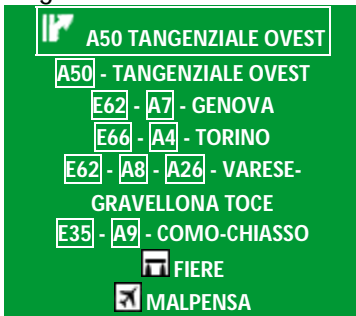 A50 TANGENZIALE OVEST
A50 - TANGENZIALE OVEST
E62 - A7 - GENOVA
E66 - A4 - TORINO
E62 - A8 - A26 - VARESE-
GRAVELLONA TOCE
E35 - A9 - COMO-CHIASSO
FIERE
MALPENSA